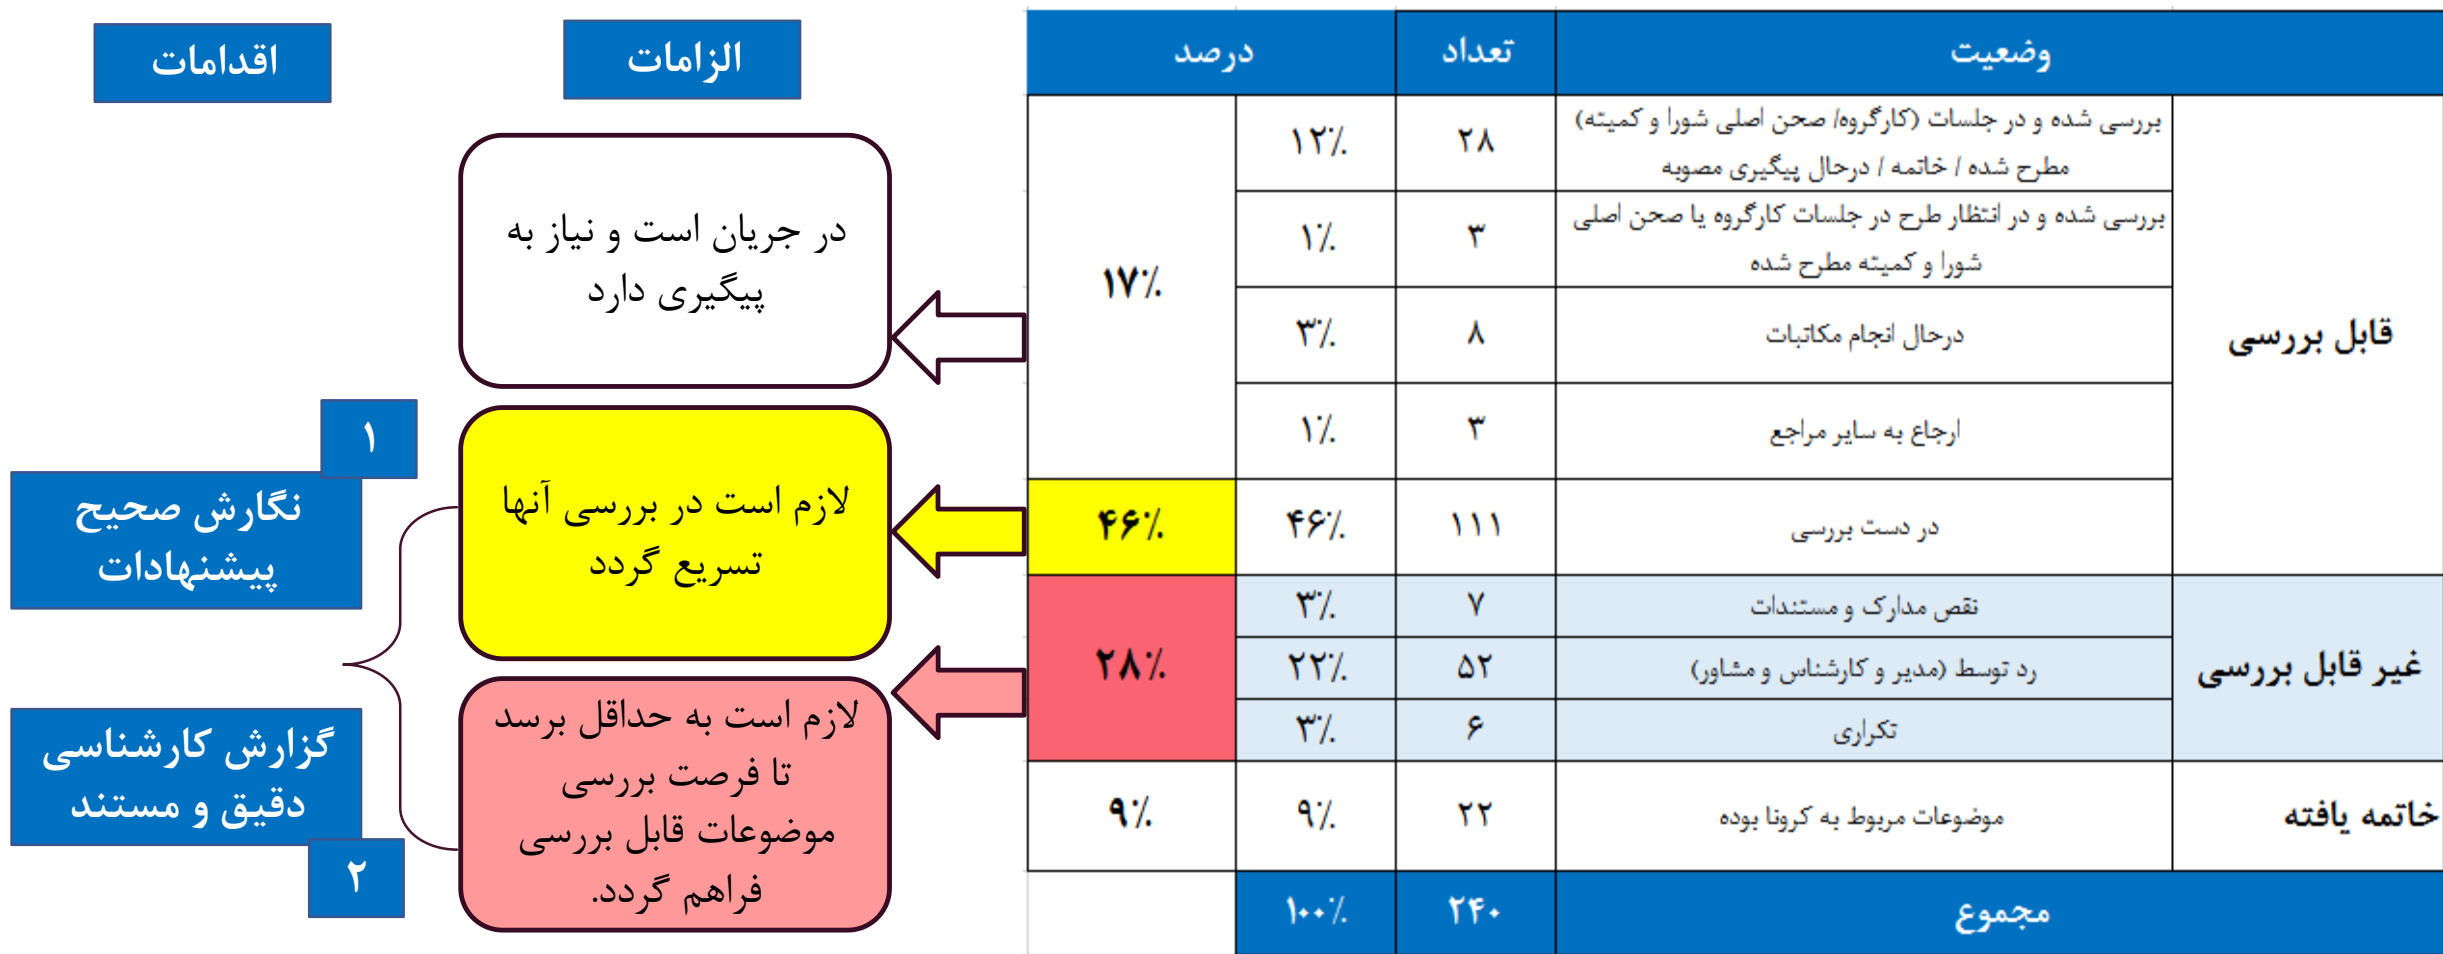 وضعیت
تعداد
درصد
قابل بررسی
بررسی شده و در جلسات (کارگروه/ صحن اصلی شورا و کمیته)
مطرح شده / خاتمه / درحال پیگیری مصوبه
۲۸
۱۲٪
۱۷٪
بررسی شده و در انتظار طرح در جلسات کارگروه یا صحن اصلی
شورا و کمیته مطرح شده
۳
۱٪
درحال انجام مکاتبات
۸
۳٪
ارجاع به سایر مراجع
۳
۱٪
در دست بررسی
۱۱۱
۴۶٪
۴۶٪
غیر قابل بررسی
نقص مدارک و مستندات
۷
۳٪
۲۸٪
رد توسط (مدیر و کارشناس و مشاور)
۵۲
۲۲٪
تکراری
۶
۳٪
خاتمه یافته
موضوعات مربوط به کرونا بوده
۲۲
۹٪
۹٪
مجموع
۲۴۰
۱۰۰٪
الزامات
در جریان است و نیاز به
پیگیری دارد
لازم است در بررسی آنها
تسریع گردد
لازم است به حداقل برسد
تا فرصت بررسی
موضوعات قابل بررسی
فراهم گردد.
اقدامات
۱
نگارش صحیح
پیشنهادات
گزارش کارشناسی
دقیق و مستند
۲